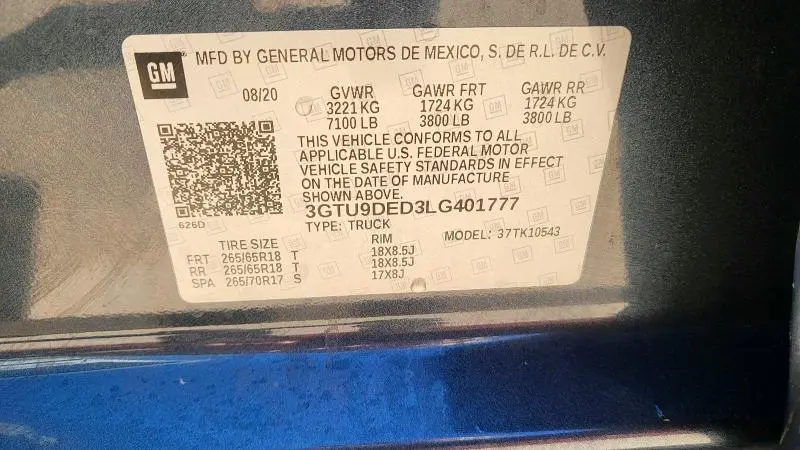 GM
MFD BY GENERAL MOTORS DE MEXICO, S. DE R.L. DE C.V.
08/20 GVWR GAWR FRT GAWR RR
3221 KG 1724 KG 1724 KG
7100 LB 3800 LB 3800 LB
THIS VEHICLE CONFORMS TO ALL
APPLICABLE U.S. FEDERAL MOTOR
VEHICLE SAFETY STANDARDS IN EFFECT
ON THE DATE OF MANUFACTURE
SHOWN ABOVE.
626D
3GTU9DED3LG401777
TYPE: TRUCK MODEL: 37TK10543
TIRE SIZE RIM
FRT 265/65R18 T 18X8.5J
RR 265/65R18 T 18X8.5J
SPA 265/70R17 S 17X8J